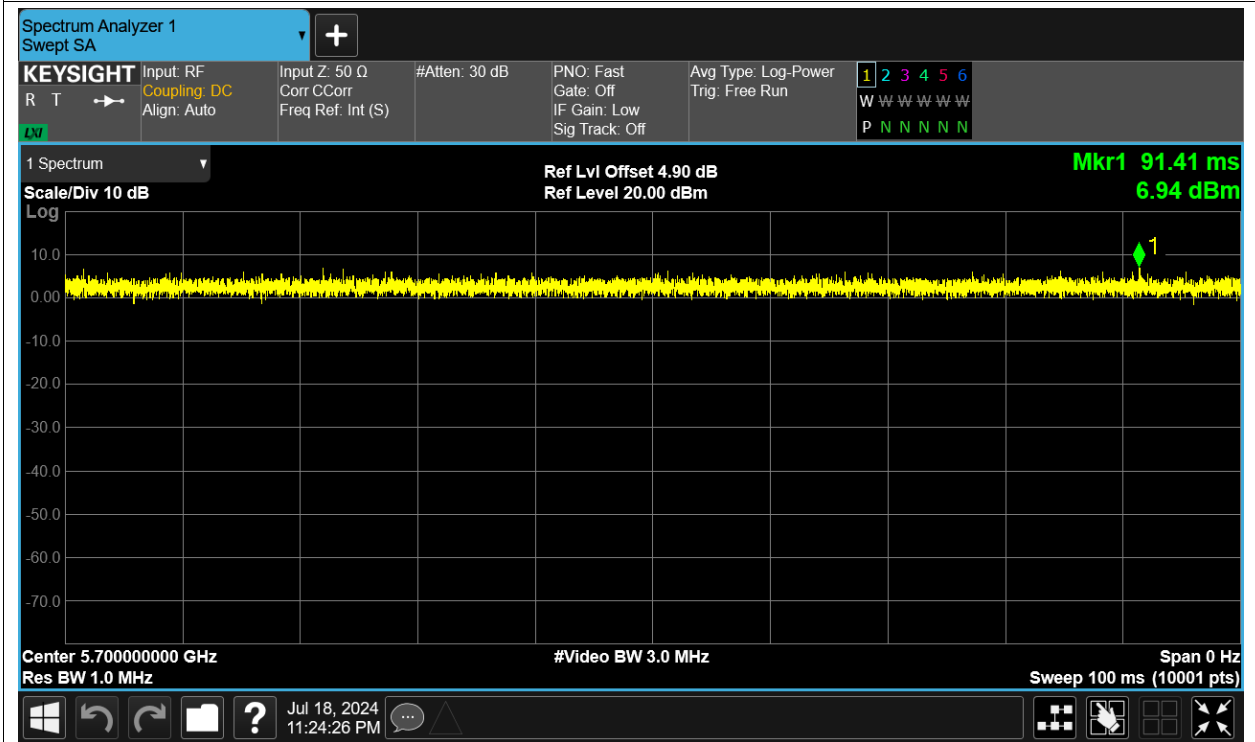 Spectrum Analyzer 1
Swept SA
KEYSIGHT
R T
LXI
Input: RF
Coupling: DC
Align: Auto
Input Z: 50 Ω
Corr CCorr
Freq Ref: Int (S)
#Atten: 30 dB
PNO: Fast
Gate: Off
IF Gain: Low
Sig Track: Off
Avg Type: Log-Power
Trig: Free Run
1 2 3 4 5 6
W W W W W W
P N N N N N
1 Spectrum
Scale/Div 10 dB
Log
Ref Lvl Offset 4.90 dB
Ref Level 20.00 dBm
Mkr1 91.41 ms
6.94 dBm
1
10.0
0.00
-10.0
-20.0
-30.0
-40.0
-50.0
-60.0
-70.0
Center 5.700000000 GHz
Res BW 1.0 MHz
#Video BW 3.0 MHz
Span 0 Hz
Sweep 100 ms (10001 pts)
?
Jul 18, 2024
11:24:26 PM